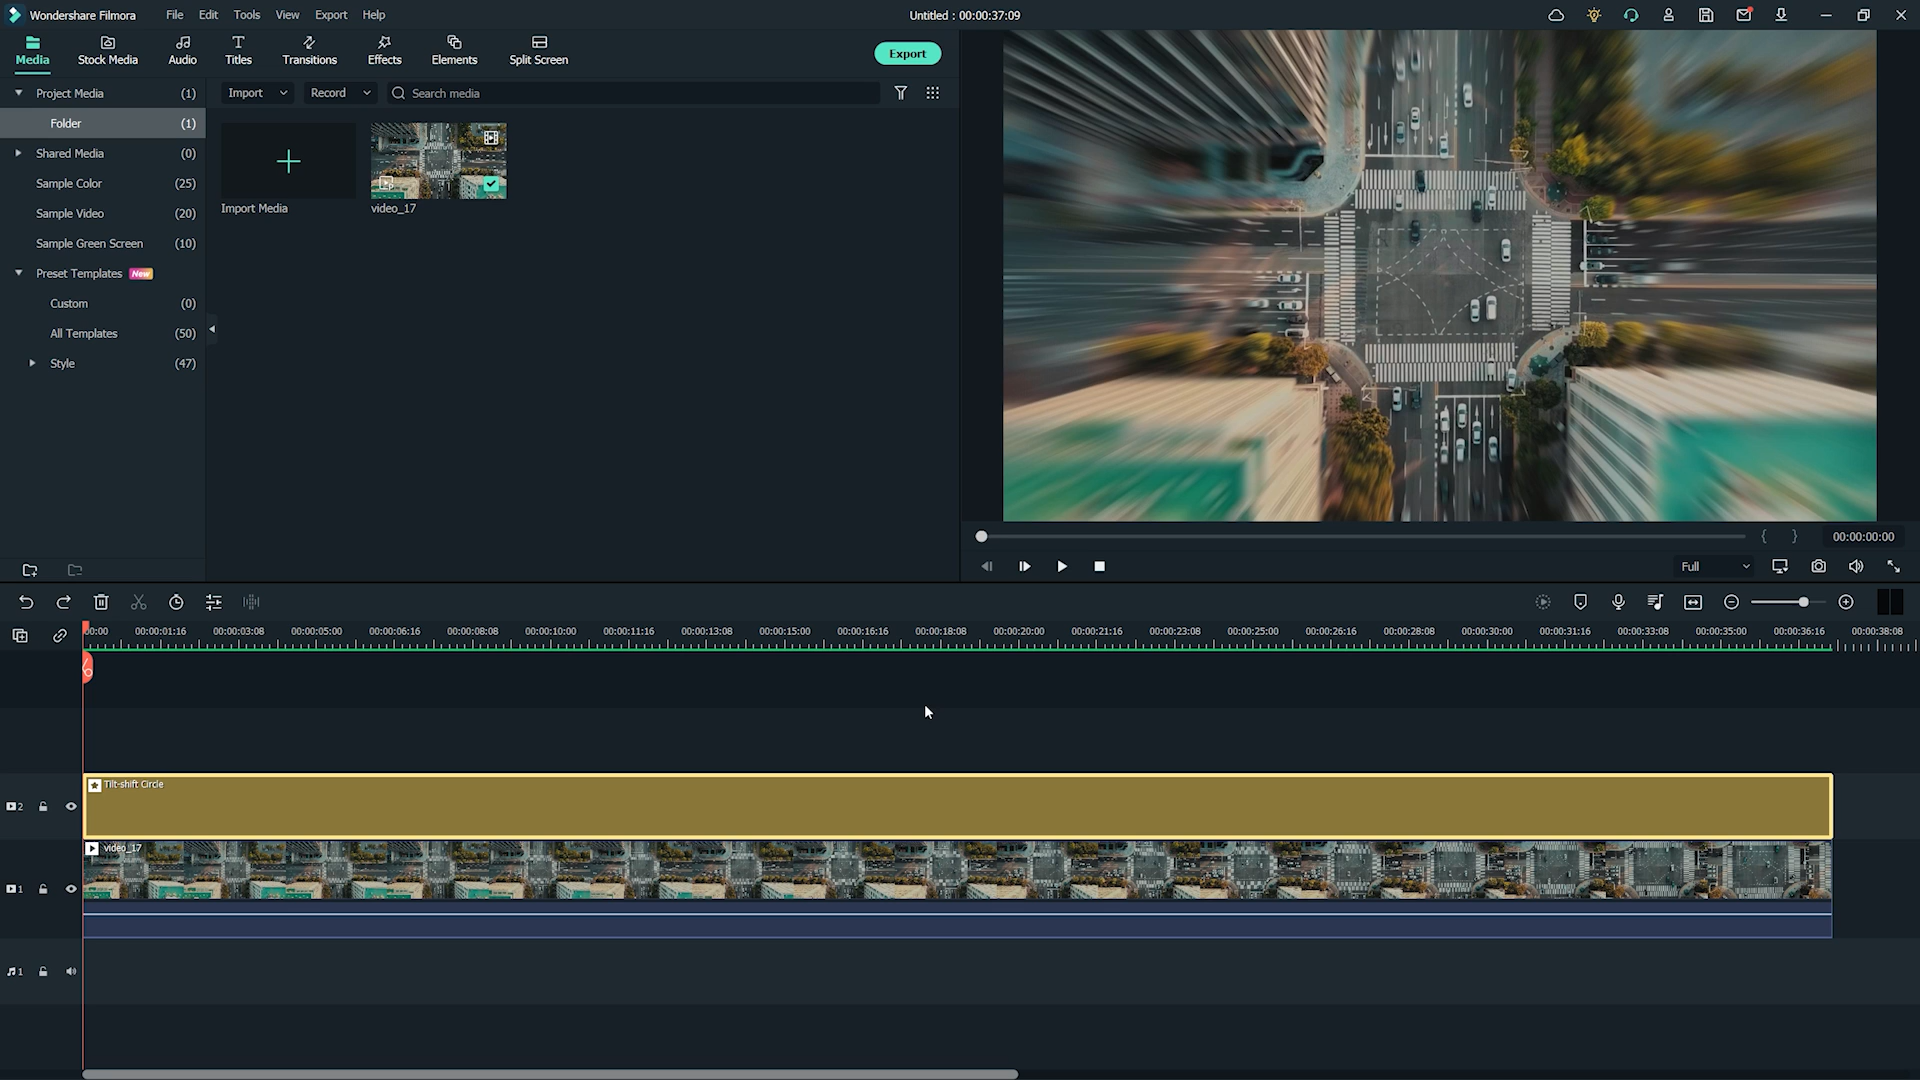 Wondershare Filmora File Edit Tools View Export Help Untitled : 00:00:37:09
Media Stock Media Audio Titles Transitions Effects Elements Split Screen Export
Project Media (1) Import Record Search media
Folder (1)
Shared Media (0)
Sample Color (25)
Sample Video (20)
Import Media video_17
Sample Green Screen (10)
Preset Templates New
Custom (0)
All Templates (50)
Style (47)
{ } 00:00:00:00
Full
00:00 00:00:01:16 00:00:03:08 00:00:05:00 00:00:06:16 00:00:08:08 00:00:10:00 00:00:11:16 00:00:13:08 00:00:15:00 00:00:16:16 00:00:18:08 00:00:20:00 00:00:21:16 00:00:23:08 00:00:25:00 00:00:26:16 00:00:28:08 00:00:30:00 00:00:31:16 00:00:33:08 00:00:35:00 00:00:36:16 00:00:38:08
Tilt-shift Circle
2
video_17
1
1